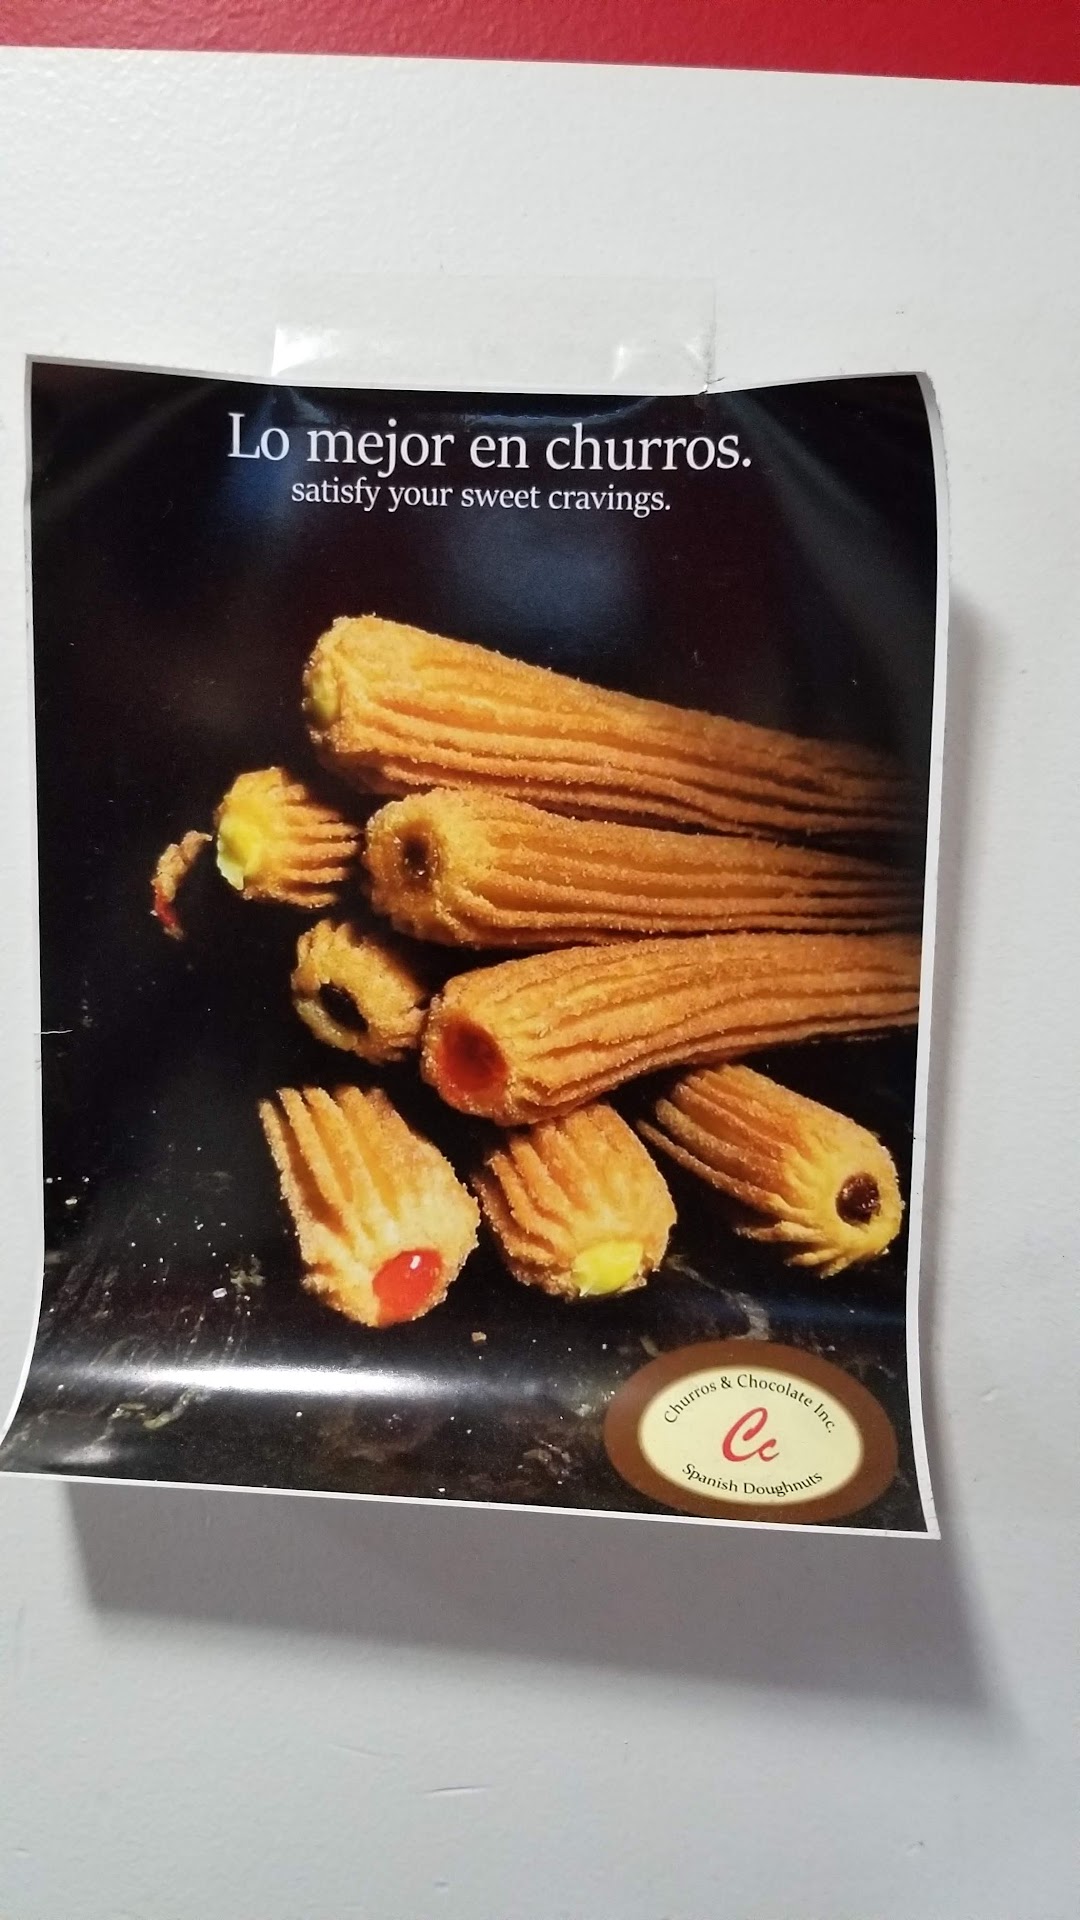 Lo mejor en churros.
satisfy your sweet cravings.
Churros & Chocolate Inc.
Cc
Spanish Doughnuts